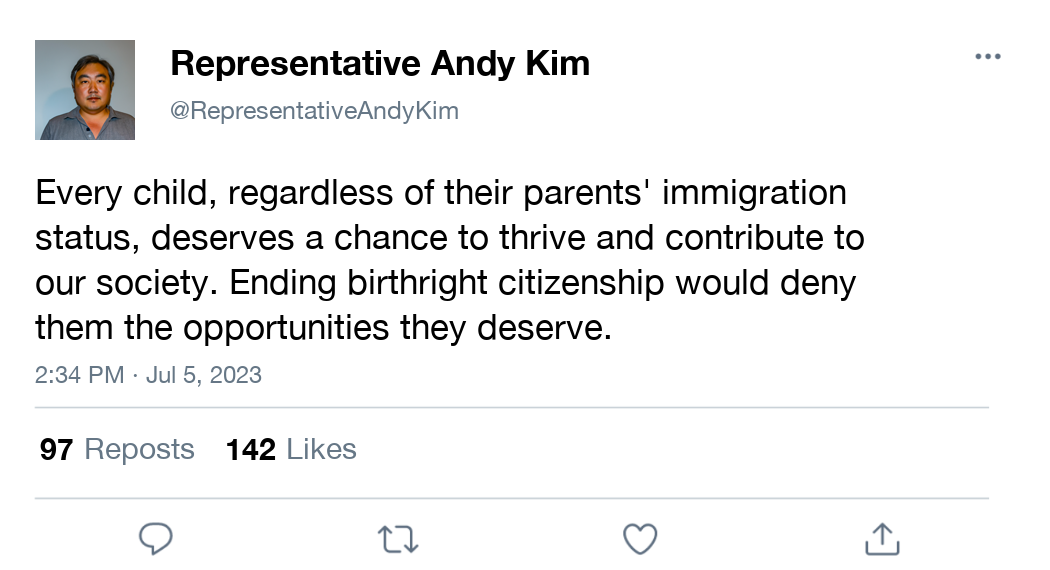 Representative Andy Kim
@RepresentativeAndyKim
Every child, regardless of their parents' immigration
status, deserves a chance to thrive and contribute to
our society. Ending birthright citizenship would deny
them the opportunities they deserve.
2:34 PM · Jul 5, 2023
97 Reposts 142 Likes